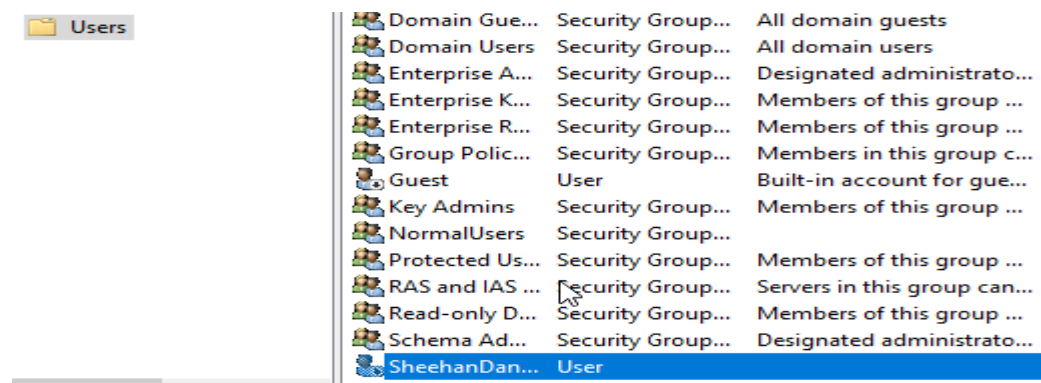 Users
Domain Gue... Security Group... All domain guests
Domain Users Security Group... All domain users
Enterprise A... Security Group... Designated administrato...
Enterprise K... Security Group... Members of this group ...
Enterprise R... Security Group... Members of this group ...
Group Polic... Security Group... Members in this group c...
Guest User Built-in account for gue...
Key Admins Security Group... Members of this group ...
NormalUsers Security Group...
Protected Us... Security Group... Members of this group ...
RAS and IAS ... Security Group... Servers in this group can...
Read-only D... Security Group... Members of this group ...
Schema Ad... Security Group... Designated administrato...
SheehanDan... User